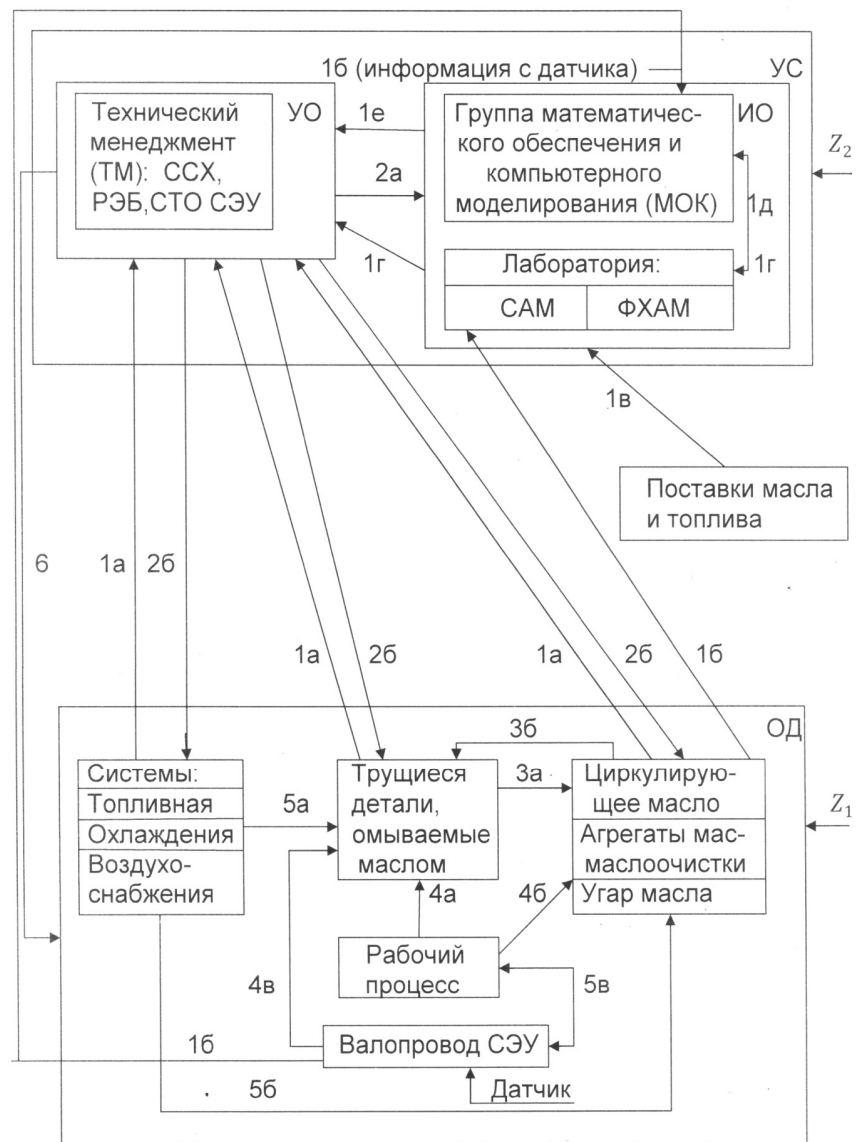 1б (информация с датчика)
УС
Технический
менеджмент
(ТМ): ССХ,
РЭБ,СТО СЭУ
УО
1е
2а
1г
Группа математичес-
кого обеспечения и
компьютерного
моделирования (МОК)
ИО
Z₂
1д
Лаборатория:
1г
САМ
ФХАМ
1в
Поставки масла
и топлива
6
1а
2б
1а
2б
1а
2б
1б
ОД
3б
Системы:
Топливная
Охлаждения
Воздухо-
снабжения
5а
Трущиеся
детали,
омываемые
маслом
3а
Циркулирую-
щее масло
Агрегаты мас-
маслоочистки
Угар масла
Z₁
4а
4б
Рабочий
процесс
4в
5в
1б
Валопровод СЭУ
5б
Датчик